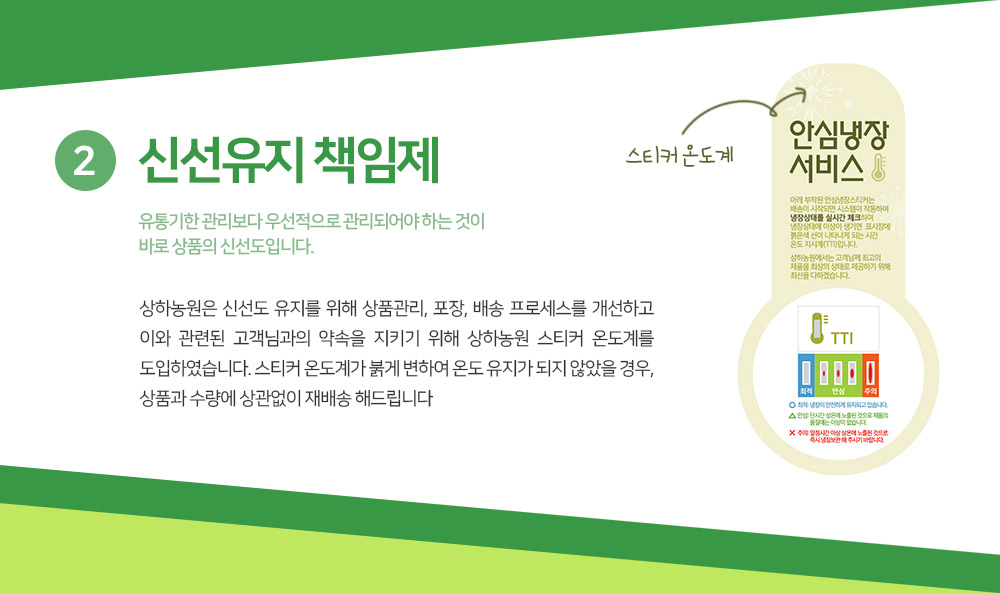 2 신선유지 책임제
유통기한 관리보다 우선적으로 관리되어야 하는 것이
바로 상품의 신선도입니다.
상하농원은 신선도 유지를 위해 상품관리, 포장, 배송 프로세스를 개선하고
이와 관련된 고객님과의 약속을 지키기 위해 상하농원 스티커 온도계를
도입하였습니다. 스티커 온도계가 붉게 변하여 온도 유지가 되지 않았을 경우,
상품과 수량에 상관없이 재배송 해드립니다
스티커 온도계
안심냉장
서비스
아래 부착된 안심냉장스티커는
배송이 시작되면 시스템이 작동하여
냉장상태를 실시간 체크하며
냉장상태에 이상이 생기면 표시창에
붉은색 선이 나타나게 되는 시간
온도 지시계(TTI)입니다.
상하농원에서는 고객님께 최고의
제품을 최상의 상태로 제공하기 위해
최선을 다하겠습니다.
TTI
최적 안심 주의
최적: 냉장이 안전하게 유지되고 있습니다.
안심: 단시간 상온에 노출된 것으로 제품의
품질에는 이상이 없습니다.
주의: 일정시간 이상 상온에 노출된 것으로
즉시 냉장보관 해 주시기 바랍니다.